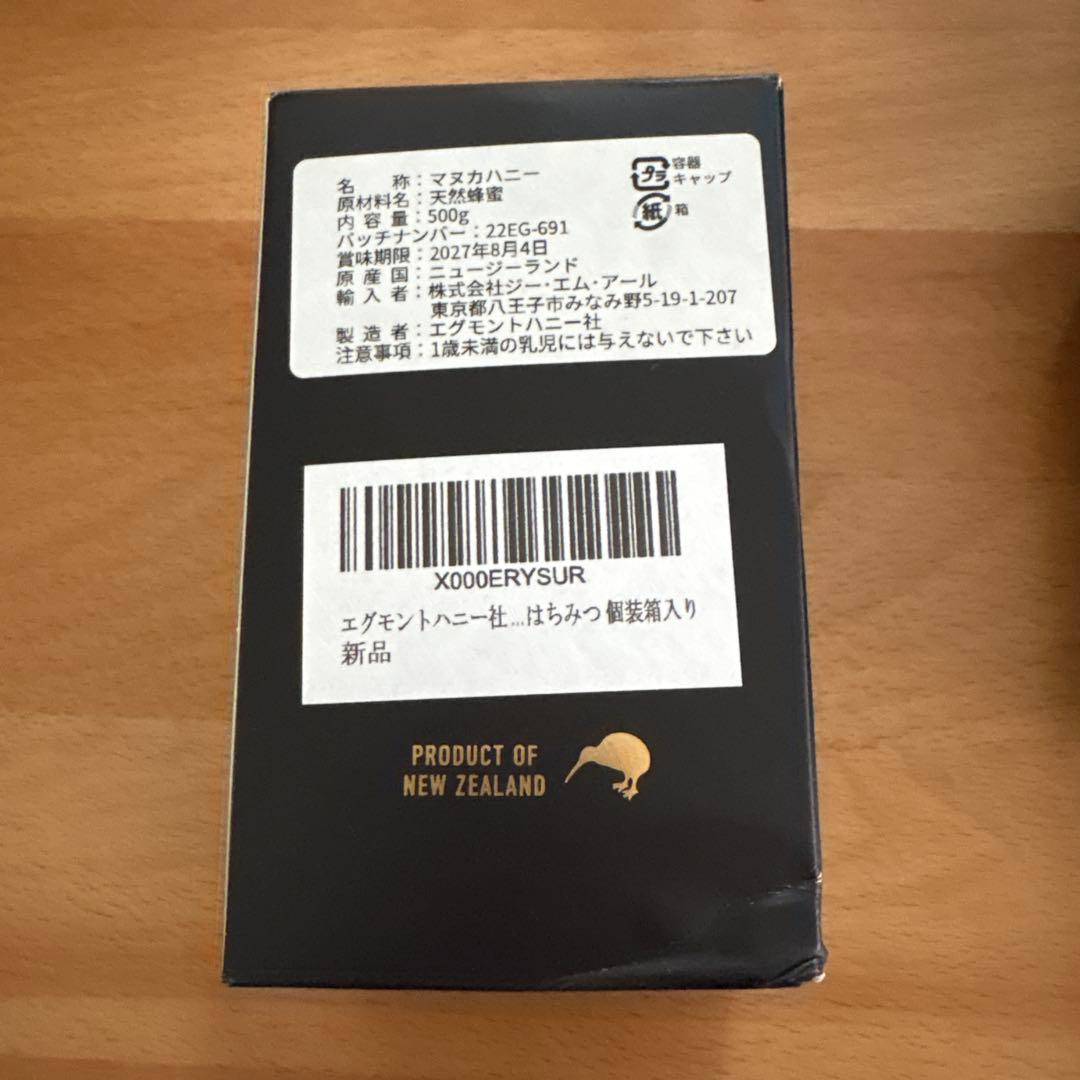 名 称：マヌカハニー
原材料名：天然蜂蜜
内 容 量：500g
バッチナンバー：22EG-691
賞味期限：2027年8月4日
原 産 国：ニュージーランド
輸 入 者：株式会社ジー・エム・アール
東京都八王子市みなみ野5-19-1-207
製 造 者：エグモントハニー社
注意事項：1歳未満の乳児には与えないで下さい
プラ 容器
キャップ
紙 箱
X000ERYSUR
エグモントハニー社 ...はちみつ 個装箱入り
新品
PRODUCT OF
NEW ZEALAND